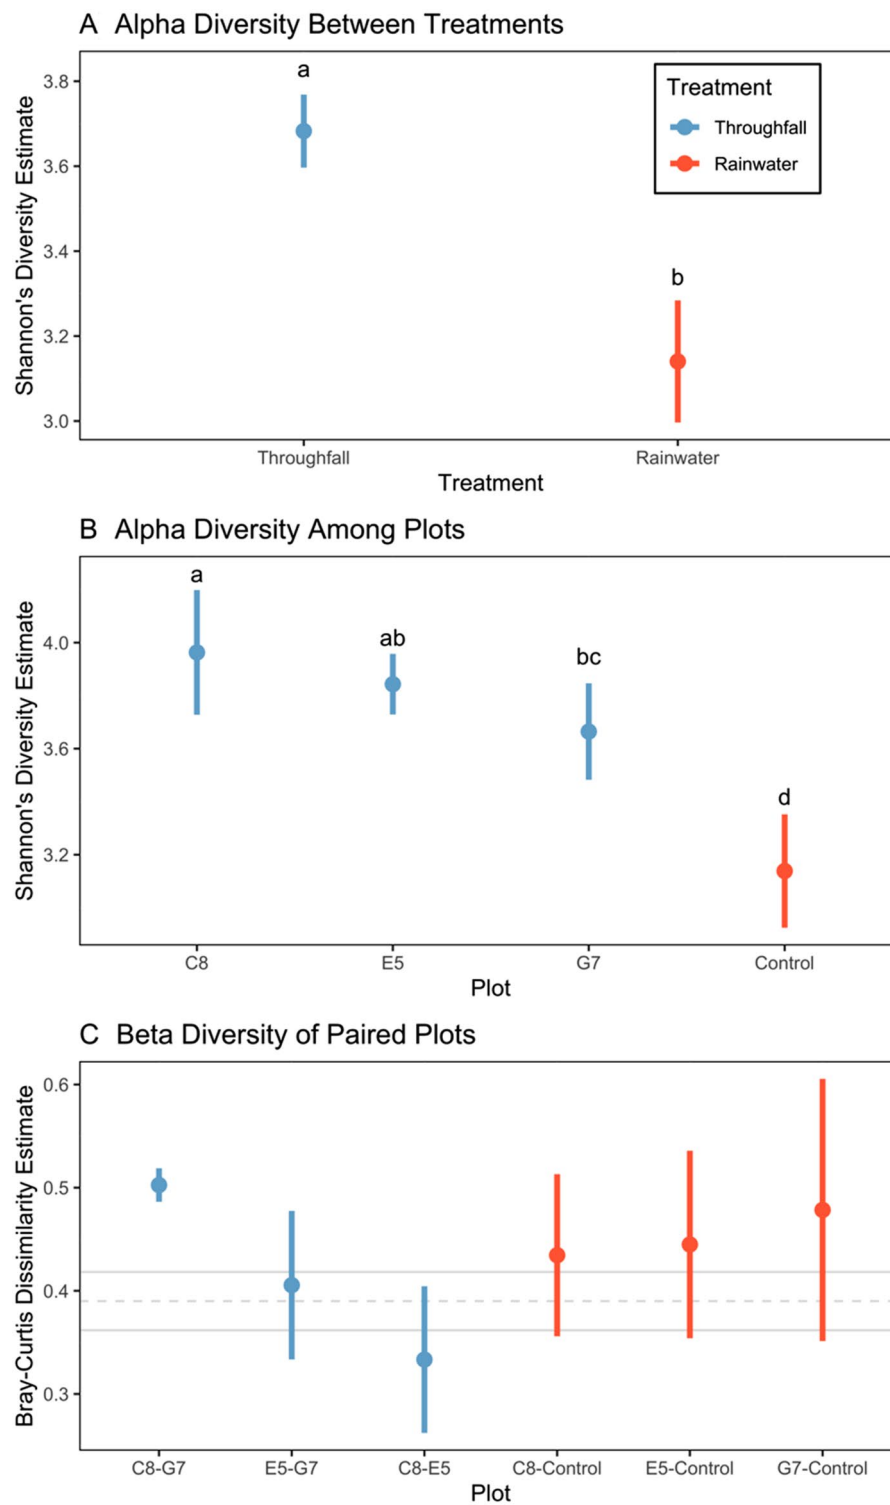 A Alpha Diversity Between Treatments
Shannon's Diversity Estimate
3.8
3.6
3.4
3.2
3.0
a
b
Treatment
Throughfall
Rainwater
Throughfall
Rainwater
Treatment
B Alpha Diversity Among Plots
Shannon's Diversity Estimate
4.0
3.6
3.2
a
ab
bc
d
C8
E5
G7
Control
Plot
C Beta Diversity of Paired Plots
Bray-Curtis Dissimilarity Estimate
0.6
0.5
0.4
0.3
C8-G7
E5-G7
C8-E5
C8-Control
E5-Control
G7-Control
Plot